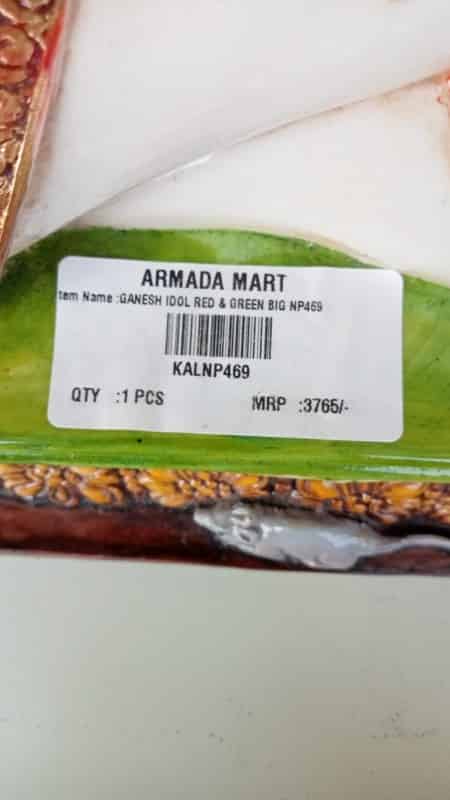 ARMADA MART
tem Name :GANESH IDOL RED & GREEN BIG NP469
KALNP469
QTY :1 PCS MRP :3765/-